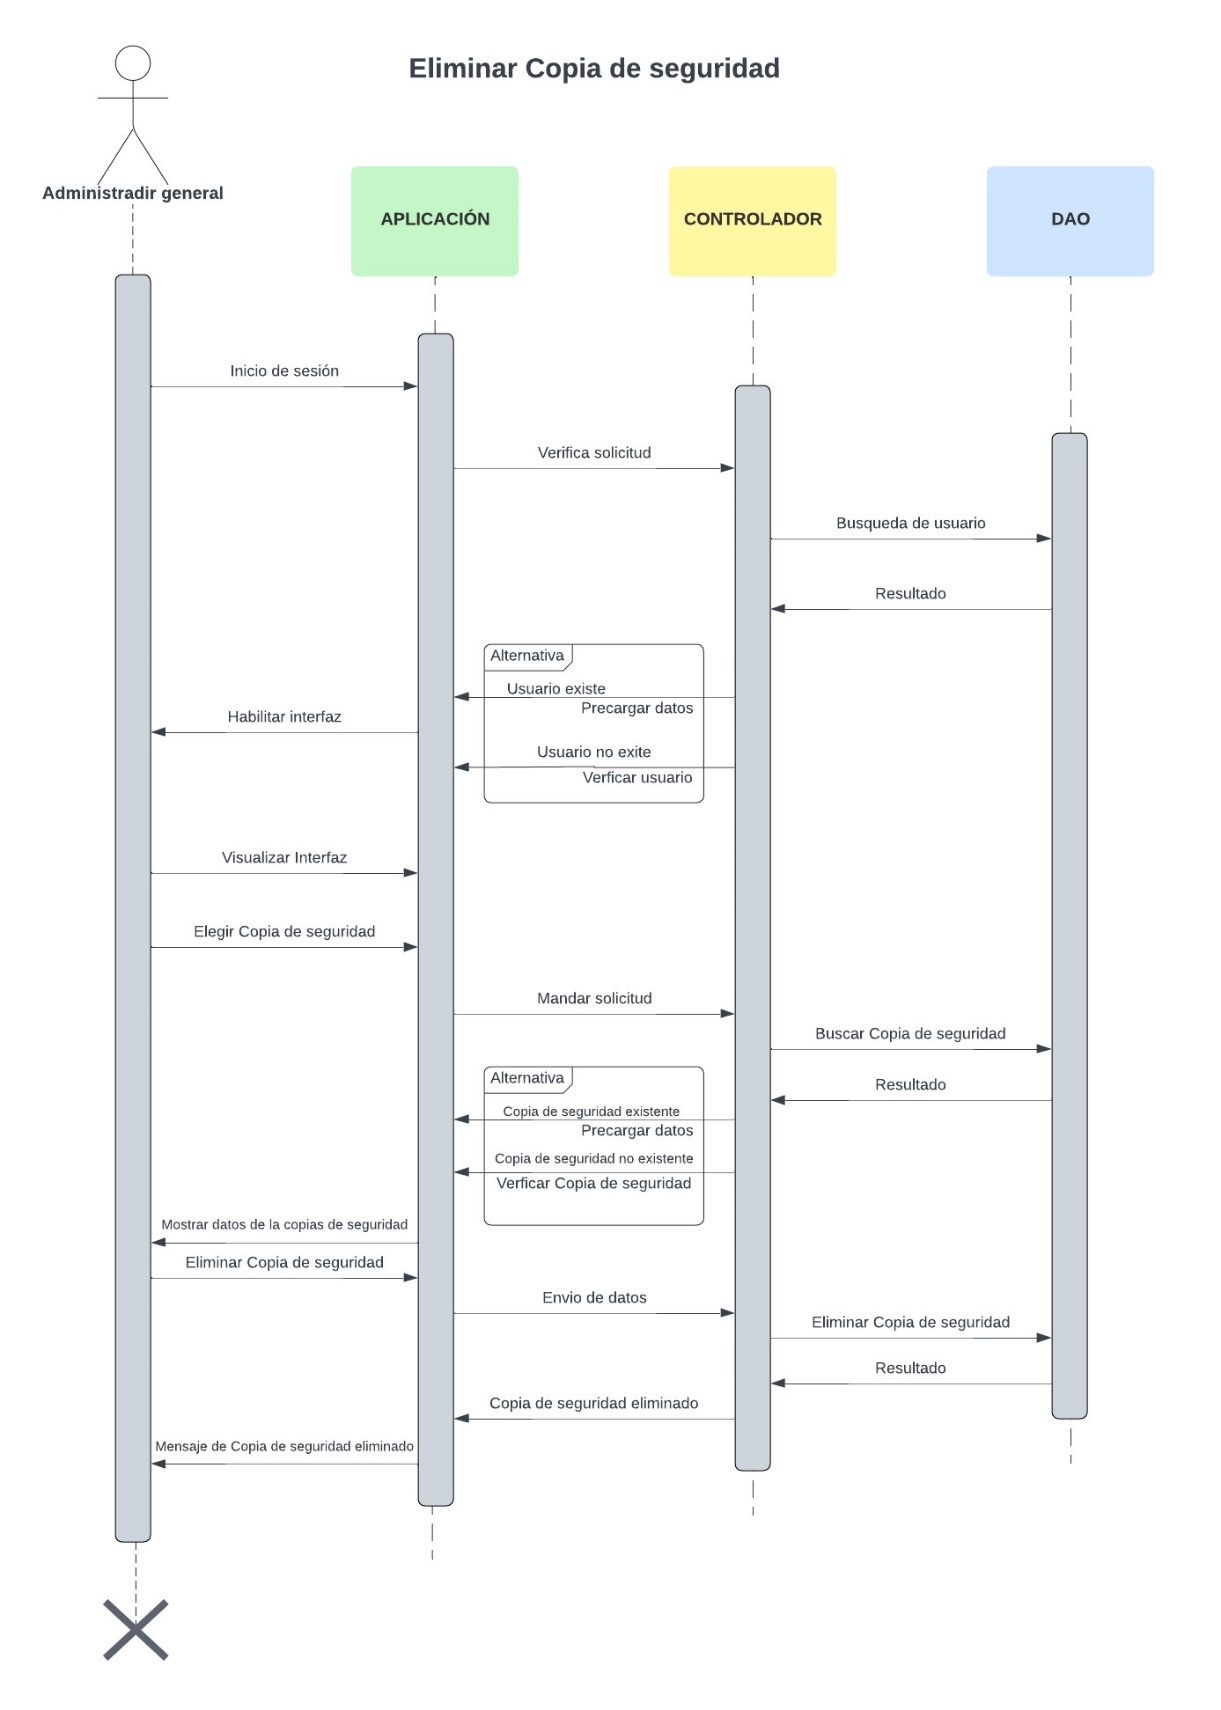 Eliminar Copia de seguridad
Administradir general
APLICACIÓN
CONTROLADOR
DAO
Inicio de sesión
Verifica solicitud
Busqueda de usuario
Resultado
Alternativa
Usuario existe
Precargar datos
Habilitar interfaz
Usuario no exite
Verficar usuario
Visualizar Interfaz
Elegir Copia de seguridad
Mandar solicitud
Buscar Copia de seguridad
Alternativa
Resultado
Copia de seguridad existente
Precargar datos
Copia de seguridad no existente
Verficar Copia de seguridad
Mostrar datos de la copias de seguridad
Eliminar Copia de seguridad
Envio de datos
Eliminar Copia de seguridad
Resultado
Copia de seguridad eliminado
Mensaje de Copia de seguridad eliminado